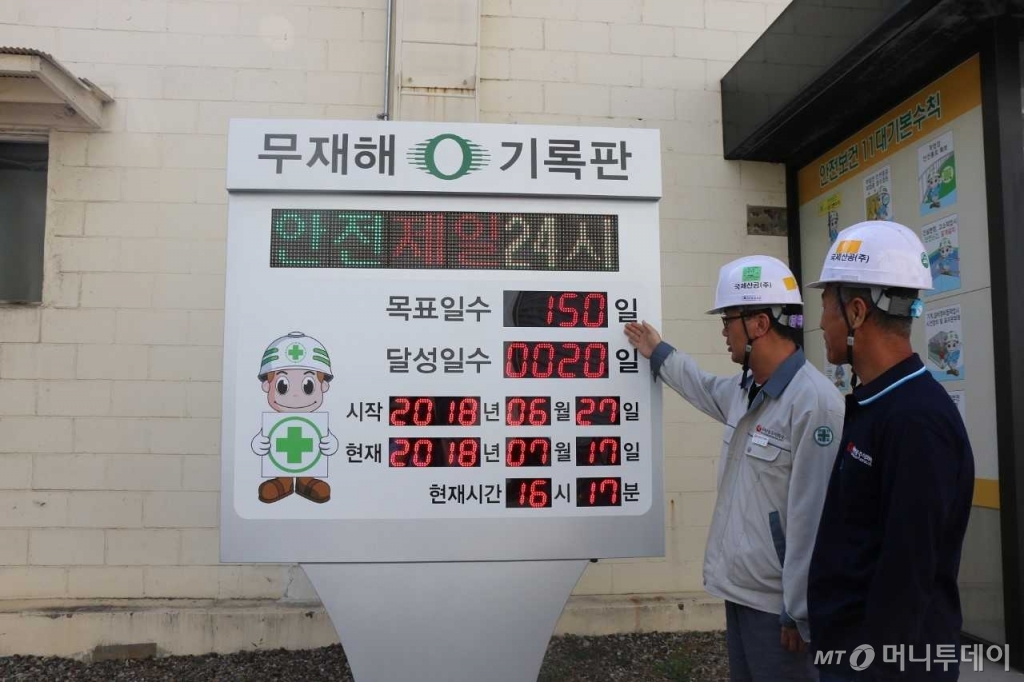 무재해 0 기록판
안전제일24시
목표일수 150 일
달성일수 0020 일
시작 2018 년 06 월 27 일
현재 2018 년 07 월 17 일
현재시간 16 시 17 분
안전보건 11대기본수칙
국제산공(주)
국제산공(주)
MT 머니투데이